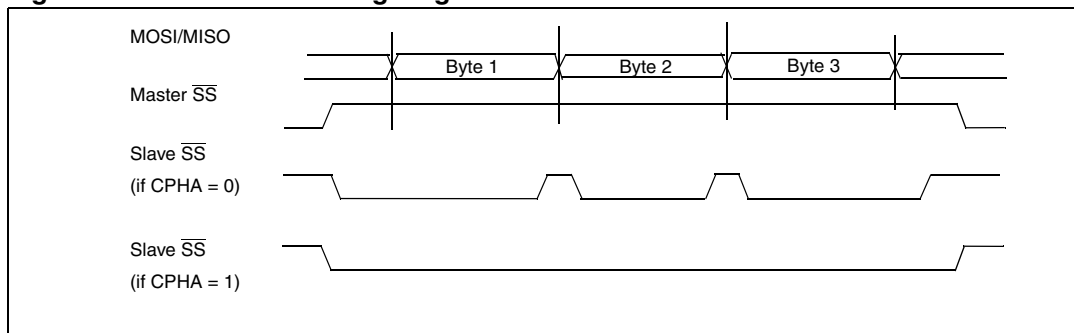 MOSI/MISO
Byte 1 Byte 2 Byte 3
Master SS
Slave SS
(if CPHA = 0)
Slave SS
(if CPHA = 1)